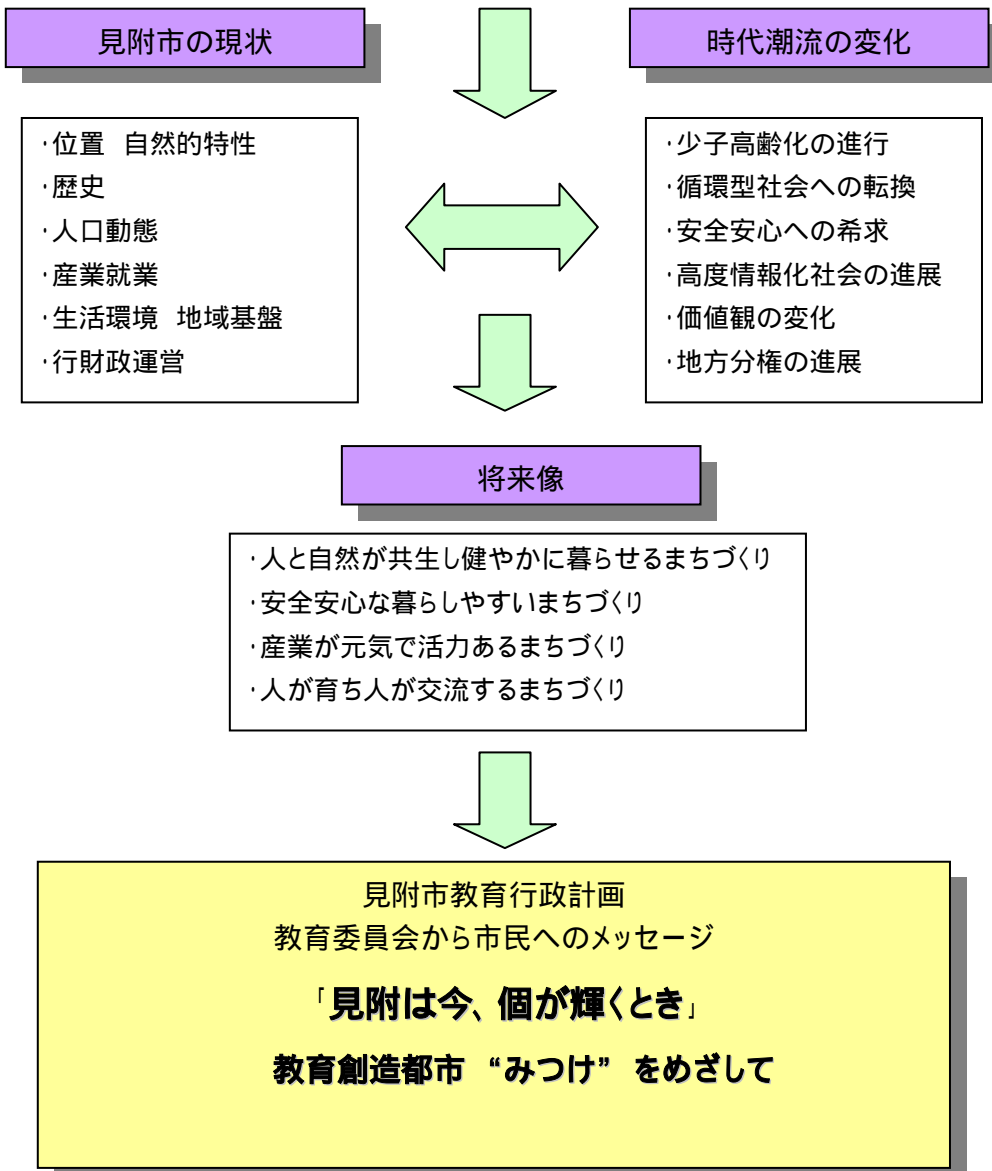 見附市の現状
時代潮流の変化
･位置 自然的特性
･歴史
･人口動態
･産業就業
･生活環境 地域基盤
･行財政運営
･少子高齢化の進行
･循環型社会への転換
･安全安心への希求
･高度情報化社会の進展
･価値観の変化
･地方分権の進展
将来像
･人と自然が共生し健やかに暮らせるまちづくり
･安全安心な暮らしやすいまちづくり
･産業が元気で活力あるまちづくり
･人が育ち人が交流するまちづくり
見附市教育行政計画
教育委員会から市民へのメッセージ
「見附は今、個が輝くとき」
教育創造都市 “みつけ” をめざして